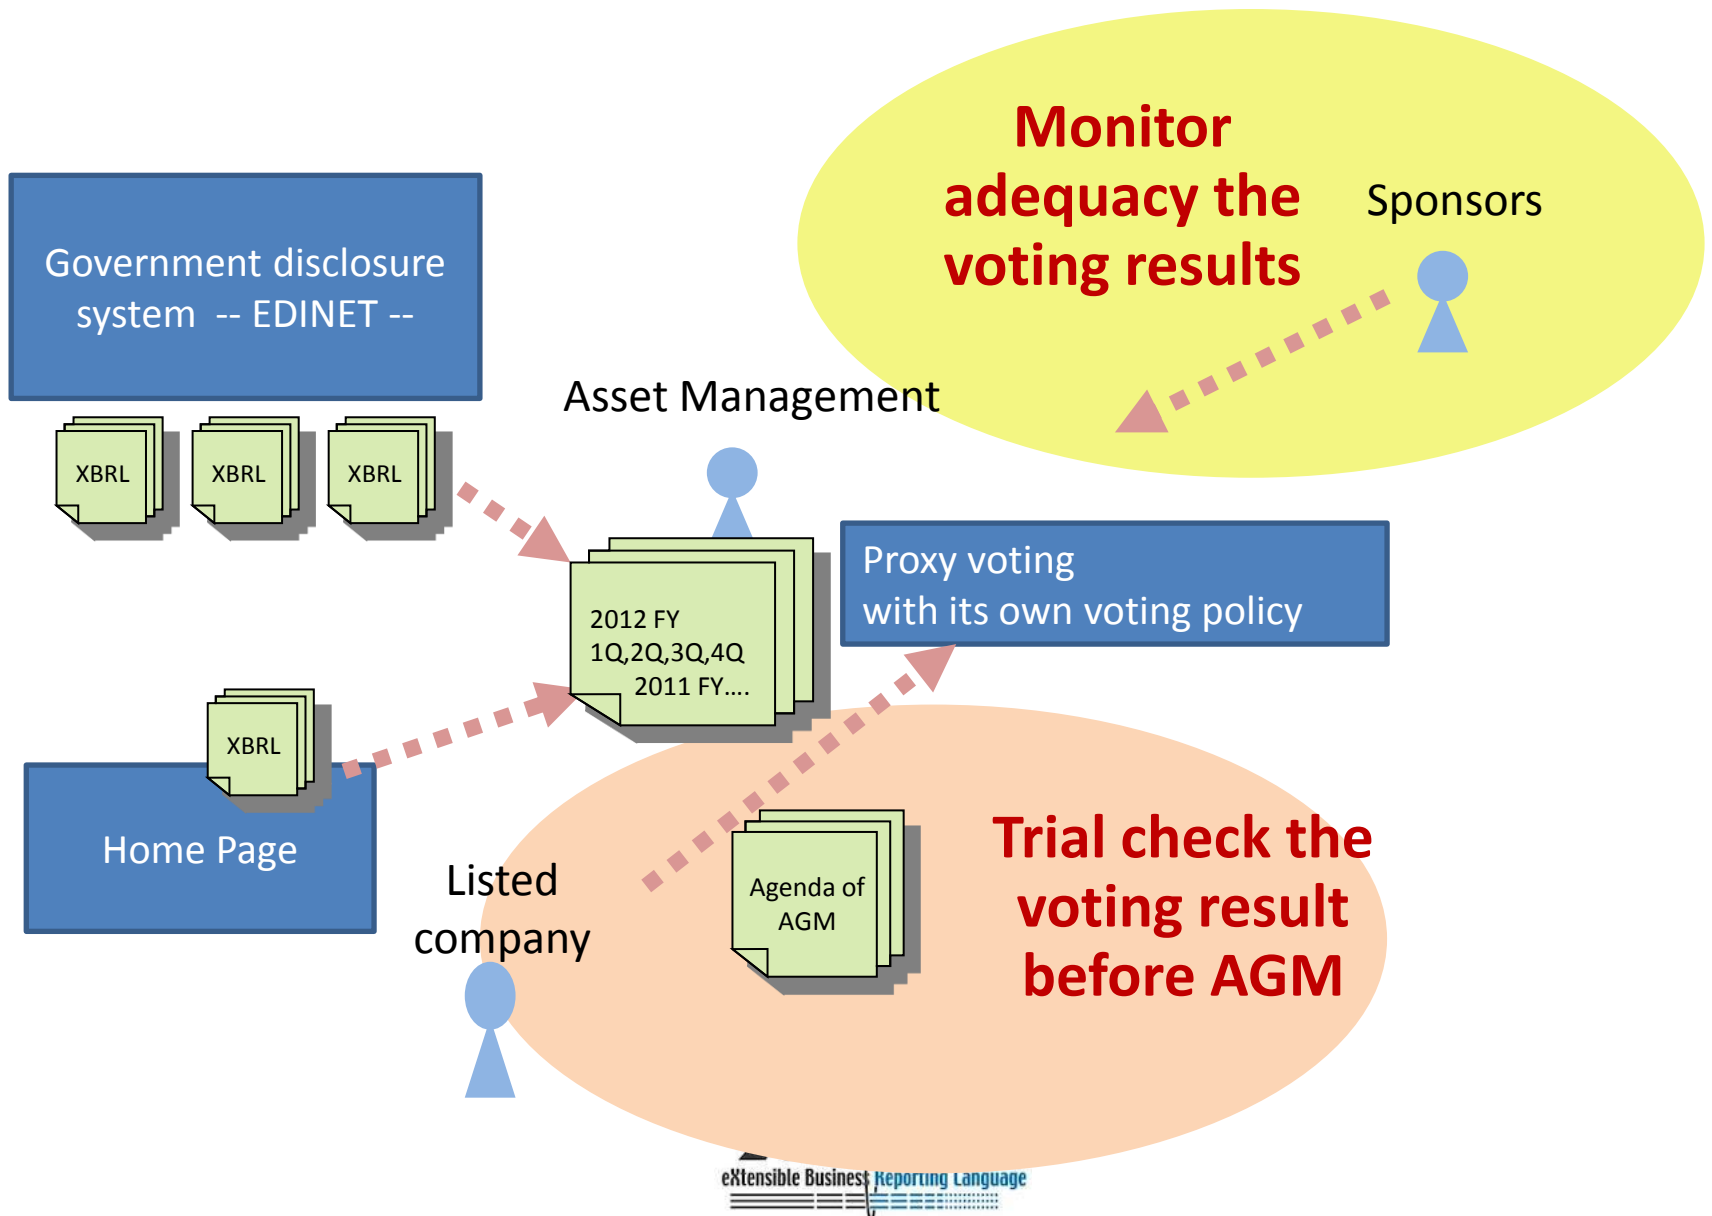 Monitor
adequacy the
voting results
Sponsors
Government disclosure
system -- EDINET --
Asset Management
XBRL
XBRL
XBRL
Proxy voting
with its own voting policy
2012 FY
1Q,2Q,3Q,4Q
2011 FY....
XBRL
Home Page
Listed
company
Agenda of
AGM
Trial check the
voting result
before AGM
eXtensible Business Reporting Language